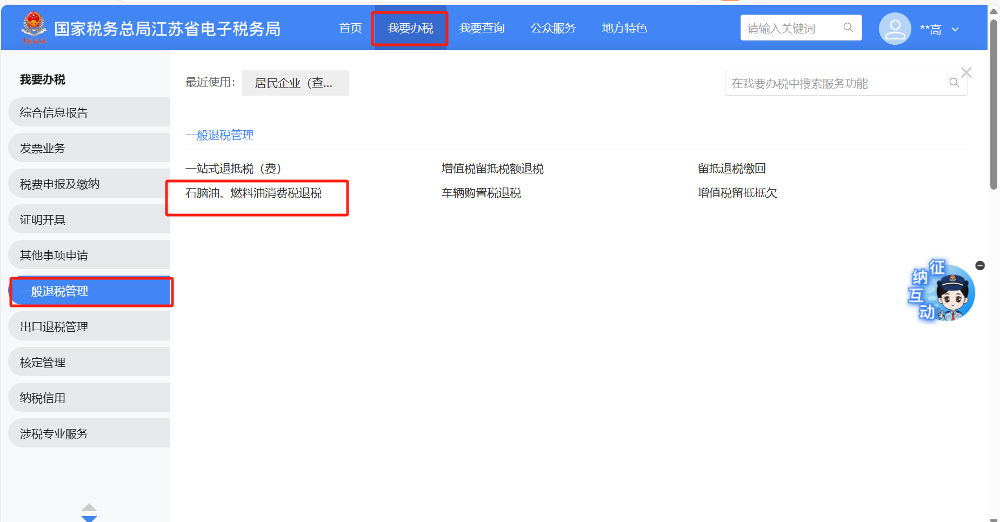 国家税务总局江苏省电子税务局
首页
我要办税
我要查询
公众服务
地方特色
请输入关键词
**高
我要办税
综合信息报告
发票业务
税费申报及缴纳
证明开具
其他事项申请
一般退税管理
出口退税管理
核定管理
纳税信用
涉税专业服务
最近使用：
居民企业（查...
在我要办税中搜索服务功能
一般退税管理
一站式退抵税（费）
增值税留抵税额退税
留抵退税缴回
石脑油、燃料油消费税退税
车辆购置税退税
增值税留抵抵欠
征纳互动